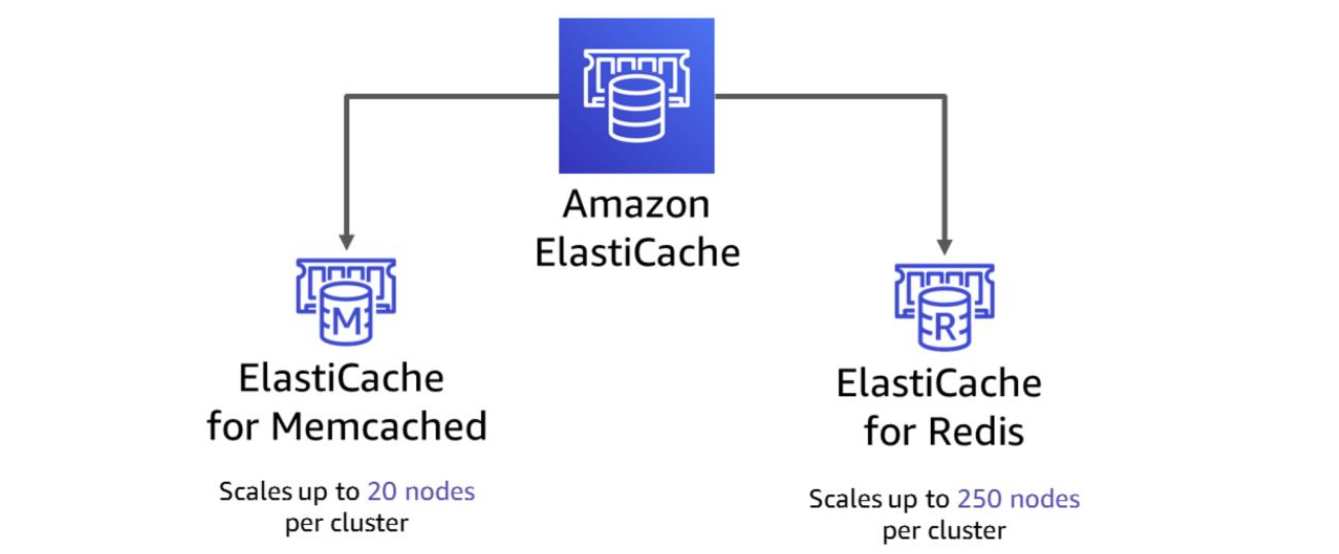 Amazon
ElastiCache
M
ElastiCache
for Memcached
Scales up to 20 nodes
per cluster
R
ElastiCache
for Redis
Scales up to 250 nodes
per cluster